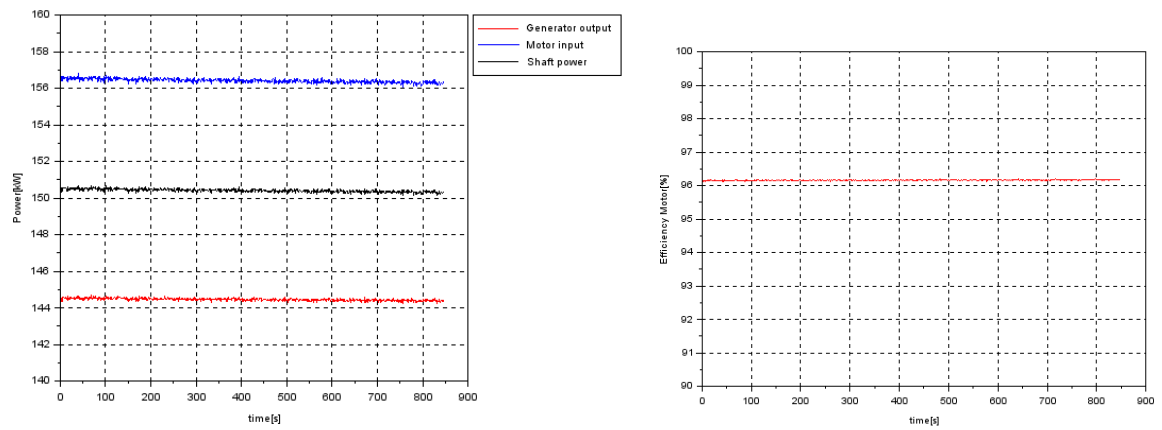 160
158
156
154
152
150
148
146
144
142
140
Power[kW]
0 100 200 300 400 500 600 700 800 900
time[s]
Generator output
Motor input
Shaft power
100
99
98
97
96
95
94
93
92
91
90
Efficiency Motor[%]
0 100 200 300 400 500 600 700 800 900
time[s]